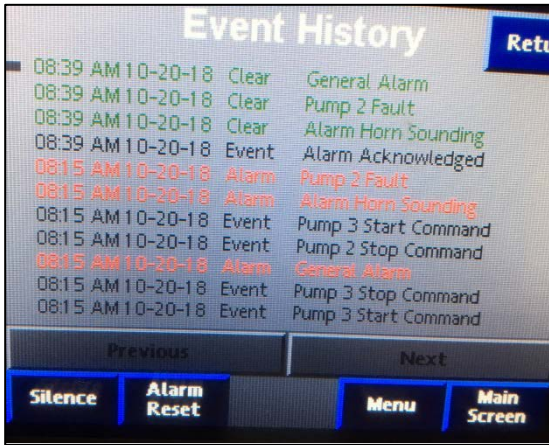 Event History
Retu
08:39 AM 10-20-18 Clear General Alarm
08:39 AM 10-20-18 Clear Pump 2 Fault
08:39 AM 10-20-18 Clear Alarm Horn Sounding
08:39 AM 10-20-18 Event Alarm Acknowledged
08:15 AM 10-20-18 Alarm Pump 2 Fault
08:15 AM 10-20-18 Alarm Alarm Horn Sounding
08:15 AM 10-20-18 Event Pump 3 Start Command
08:15 AM 10-20-18 Event Pump 2 Stop Command
08:15 AM 10-20-18 Alarm General Alarm
08:15 AM 10-20-18 Event Pump 3 Stop Command
08:15 AM 10-20-18 Event Pump 3 Start Command
Previous Next
Silence Alarm Reset Menu Main Screen